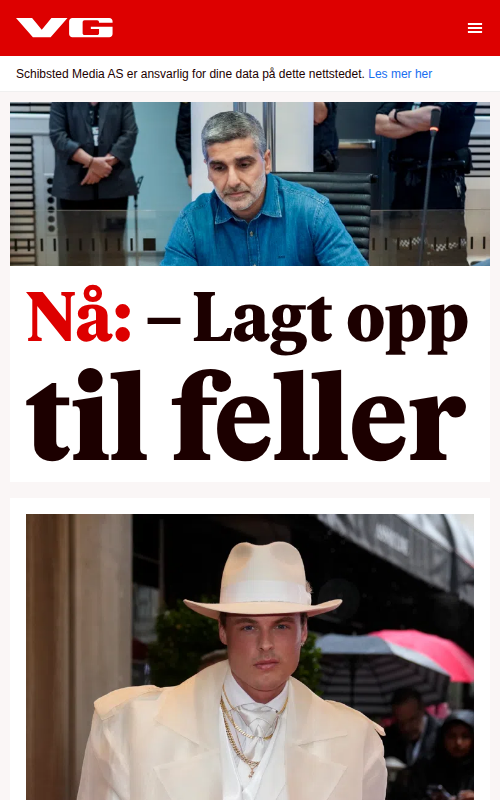 VG
Schibsted Media AS er ansvarlig for dine data på dette nettstedet. Les mer her
Nå: – Lagt opp
til feller